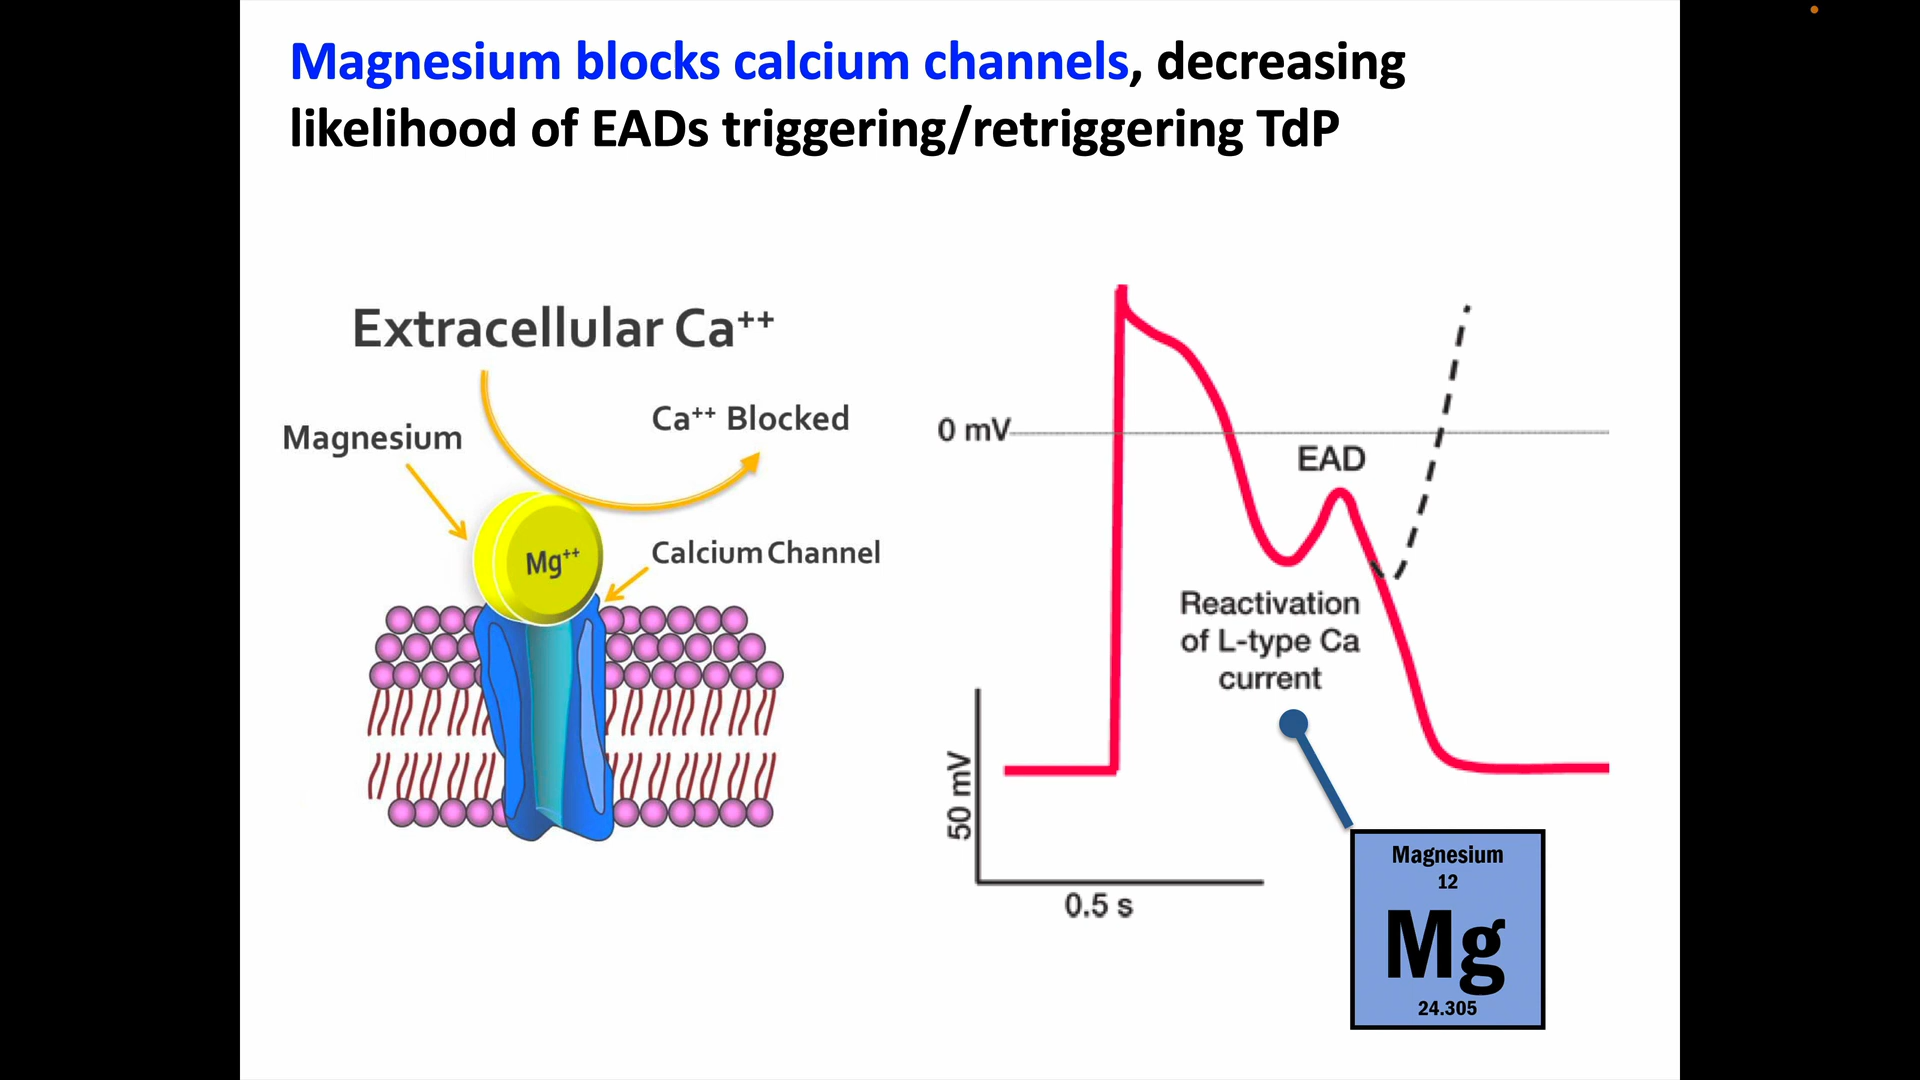 Magnesium blocks calcium channels, decreasing
likelihood of EADs triggering/retriggering TdP
Extracellular Ca⁺⁺
Magnesium
Ca⁺⁺ Blocked
Mg⁺⁺
Calcium Channel
0 mV
EAD
Reactivation
of L-type Ca
current
50 mV
0.5 s
Magnesium
12
Mg
24.305